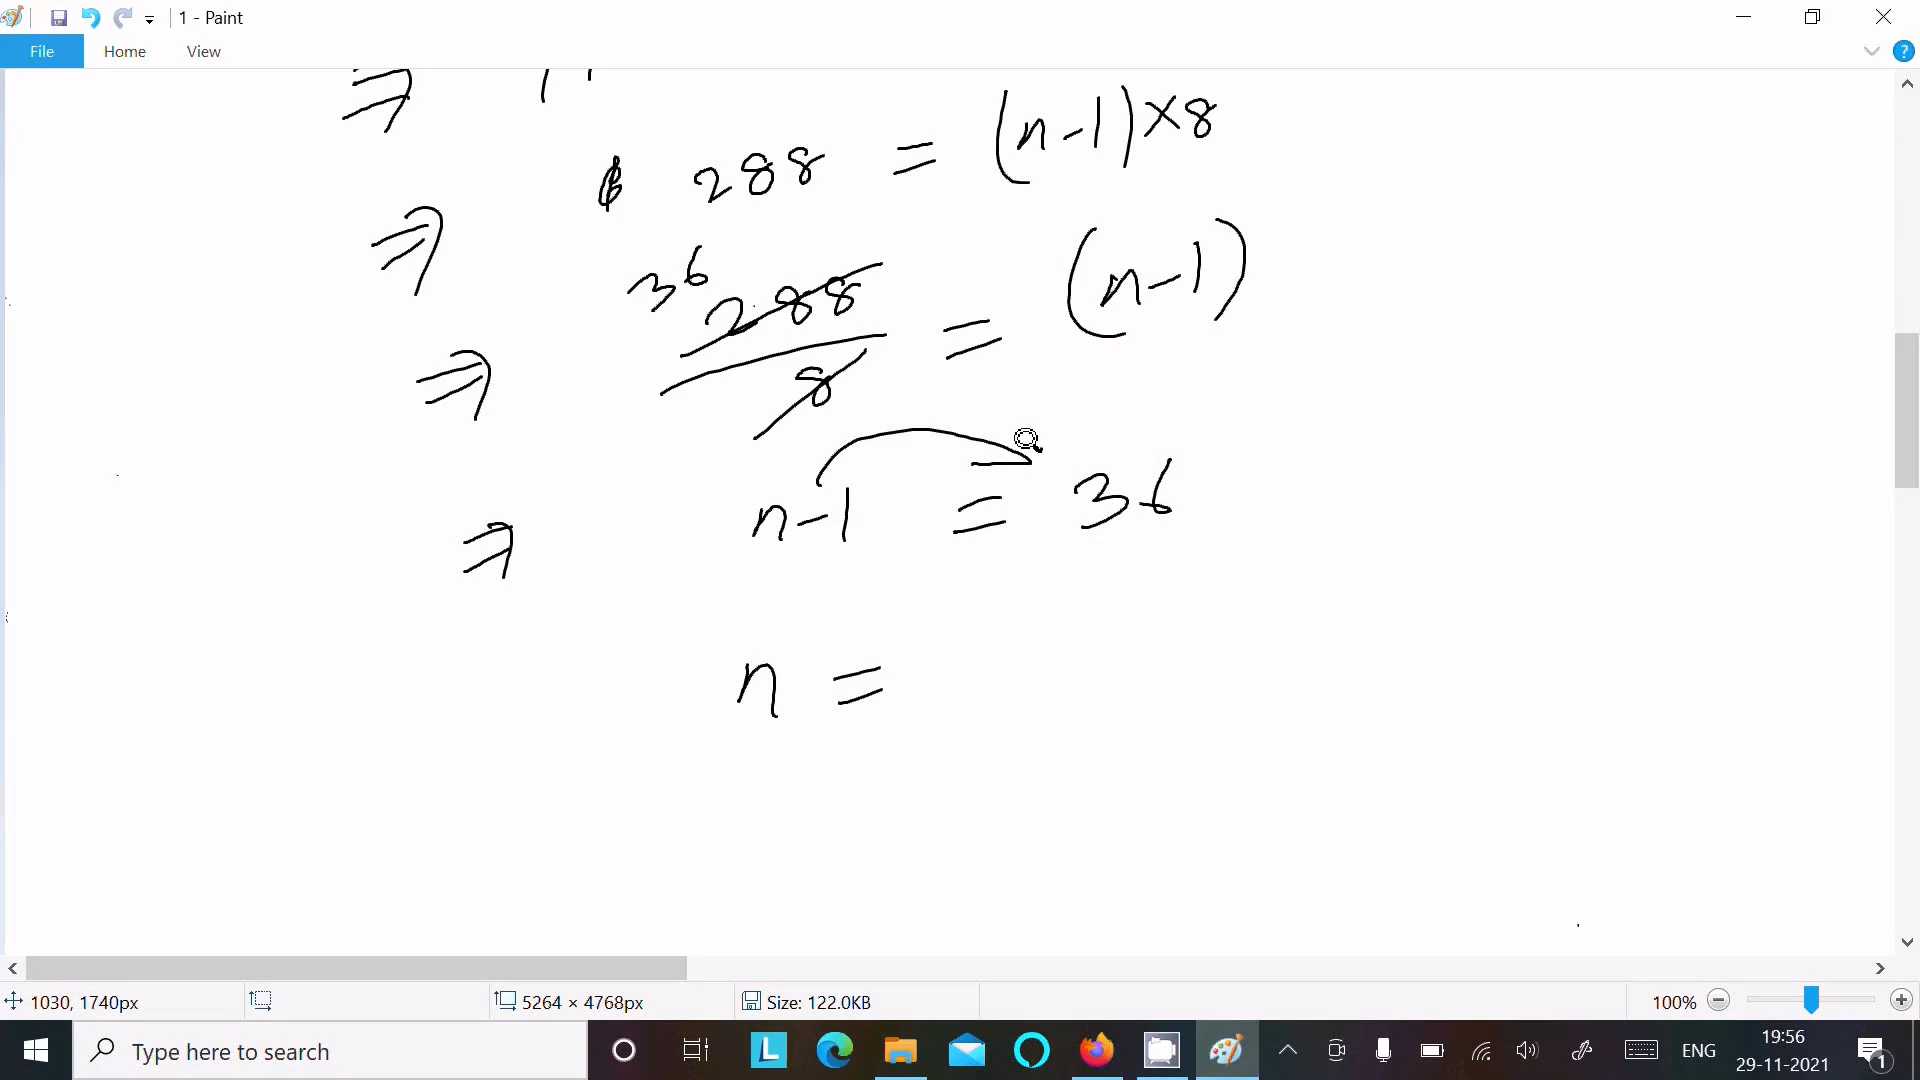 1 - Paint
File Home View
⇒
288 = (n-1)×8
⇒
36
288/8 = (n-1)
⇒
n-1 = 36
⇒
n =
1030, 1740px 5264 × 4768px Size: 122.0KB 100%
Type here to search ENG 19:56
29-11-2021 1